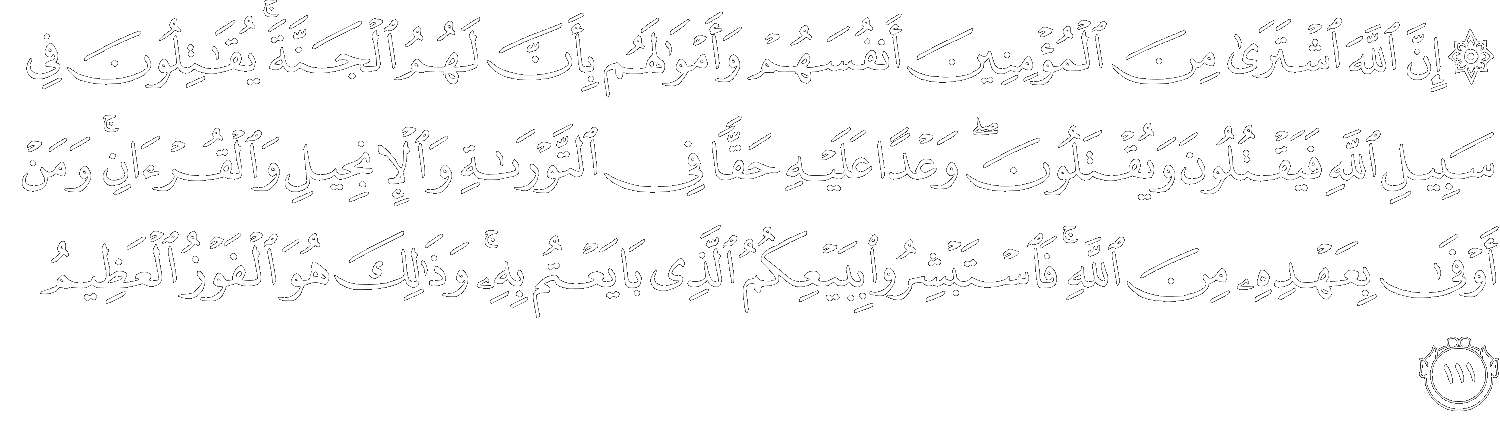 ۞ إِنَّ ٱللَّهَ ٱشْتَرَىٰ مِنَ ٱلْمُؤْمِنِينَ أَنفُسَهُمْ وَأَمْوَٰلَهُم بِأَنَّ لَهُمُ ٱلْجَنَّةَ ۚ يُقَـٰتِلُونَ فِى
سَبِيلِ ٱللَّهِ فَيَقْتُلُونَ وَيُقْتَلُونَ ۖ وَعْدًا عَلَيْهِ حَقًّا فِى ٱلتَّوْرَىٰةِ وَٱلْإِنجِيلِ وَٱلْقُرْءَانِ ۚ وَمَنْ
أَوْفَىٰ بِعَهْدِهِۦ مِنَ ٱللَّهِ ۚ فَٱسْتَبْشِرُوا۟ بِبَيْعِكُمُ ٱلَّذِى بَايَعْتُم بِهِۦ ۚ وَذَٰلِكَ هُوَ ٱلْفَوْزُ ٱلْعَظِيمُ
١١١